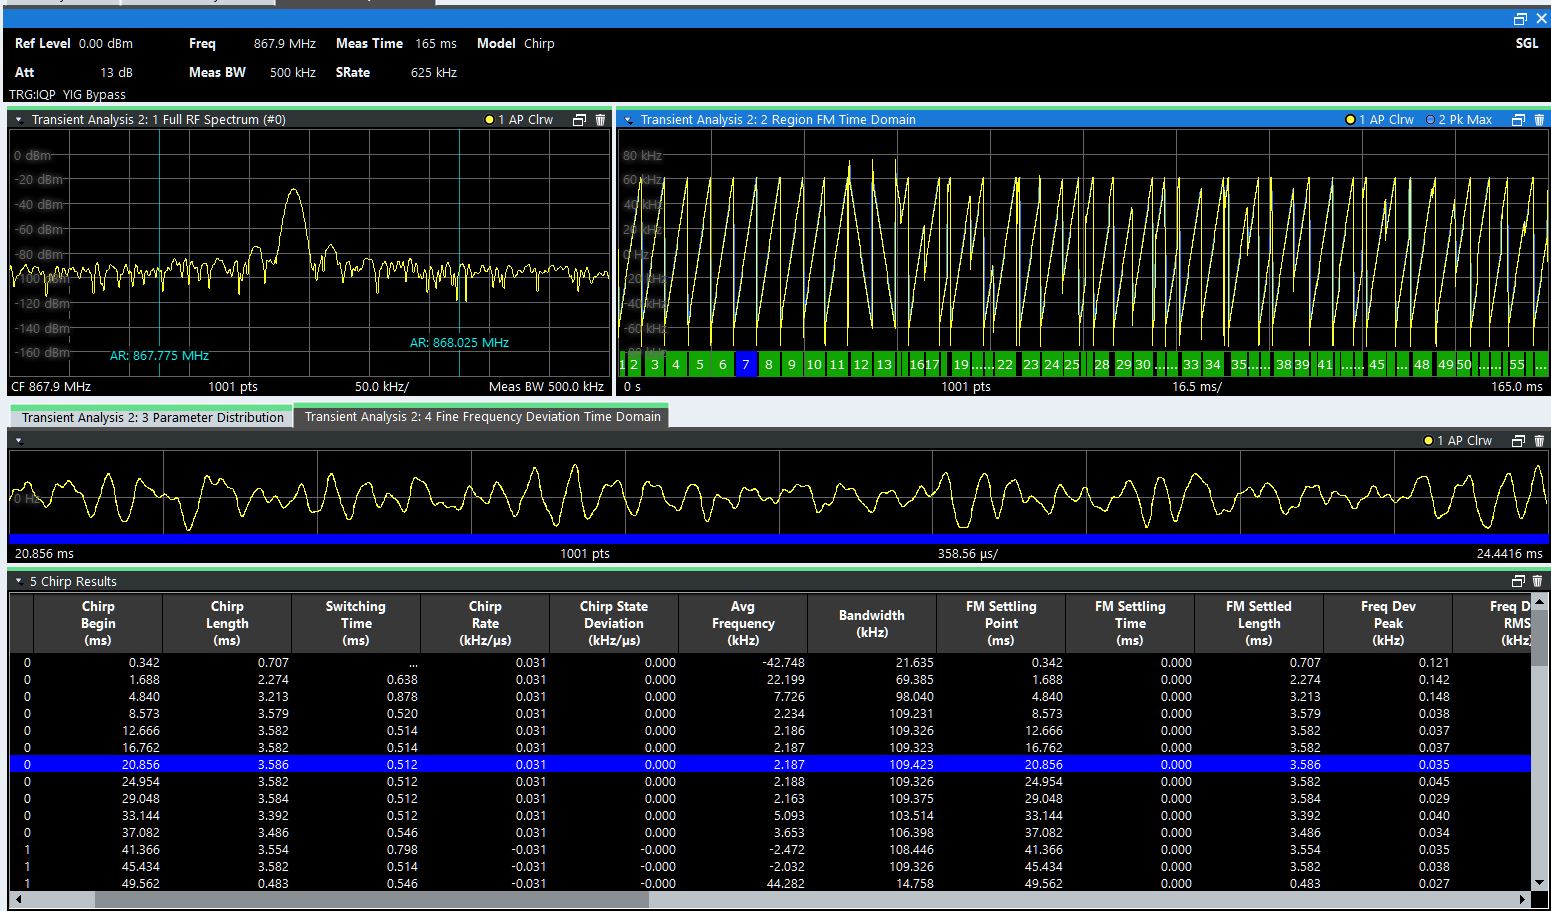 Ref Level 0.00 dBm Freq 867.9 MHz Meas Time 165 ms Model Chirp SGL
Att 13 dB Meas BW 500 kHz SRate 625 kHz
TRG:IQP YIG Bypass
Transient Analysis 2: 1 Full RF Spectrum (#0) 1 AP Clrw
0 dBm
-20 dBm
-40 dBm
-60 dBm
-80 dBm
-100 dBm
-120 dBm
-140 dBm
-160 dBm
AR: 867.775 MHz
AR: 868.025 MHz
CF 867.9 MHz 1001 pts 50.0 kHz/ Meas BW 500.0 kHz
Transient Analysis 2: 2 Region FM Time Domain 1 AP Clrw 2 Pk Max
80 kHz
60 kHz
40 kHz
20 kHz
0 Hz
-20 kHz
-40 kHz
-60 kHz
1 2 3 4 5 6 7 8 9 10 11 12 13 16 17 19 ...... 22 23 24 25 28 29 30 ...... 33 34 35 ...... 38 39 41 ...... 45 ... 48 49 50 ...... 55 ...
0 s 1001 pts 16.5 ms/ 165.0 ms
Transient Analysis 2: 3 Parameter Distribution Transient Analysis 2: 4 Fine Frequency Deviation Time Domain
1 AP Clrw
0 Hz
20.856 ms 1001 pts 358.56 µs/ 24.4416 ms
5 Chirp Results
Chirp Chirp Switching Chirp Chirp State Avg Bandwidth FM Settling FM Settling FM Settled Freq Dev Freq D
Begin Length Time Rate Deviation Frequency (kHz) Point Time Length Peak RMS
(ms) (ms) (ms) (kHz/µs) (kHz/µs) (kHz) (ms) (ms) (ms) (kHz) (kHz)
0 0.342 0.707 ... 0.031 0.000 -42.748 21.635 0.342 0.000 0.707 0.121
0 1.688 2.274 0.638 0.031 0.000 22.199 69.385 1.688 0.000 2.274 0.142
0 4.840 3.213 0.878 0.031 0.000 7.726 98.040 4.840 0.000 3.213 0.148
0 8.573 3.579 0.520 0.031 0.000 2.234 109.231 8.573 0.000 3.579 0.038
0 12.666 3.582 0.514 0.031 0.000 2.186 109.326 12.666 0.000 3.582 0.037
0 16.762 3.582 0.514 0.031 0.000 2.187 109.323 16.762 0.000 3.582 0.037
0 20.856 3.586 0.512 0.031 0.000 2.187 109.423 20.856 0.000 3.586 0.035
0 24.954 3.582 0.512 0.031 0.000 2.188 109.326 24.954 0.000 3.582 0.045
0 29.048 3.584 0.512 0.031 0.000 2.163 109.375 29.048 0.000 3.584 0.029
0 33.144 3.392 0.512 0.031 0.000 5.093 103.514 33.144 0.000 3.392 0.040
0 37.082 3.486 0.546 0.031 0.000 3.653 106.398 37.082 0.000 3.486 0.034
1 41.366 3.554 0.798 -0.031 -0.000 -2.472 108.446 41.366 0.000 3.554 0.035
1 45.434 3.582 0.514 -0.031 -0.000 -2.032 109.326 45.434 0.000 3.582 0.038
1 49.562 0.483 0.546 -0.031 -0.000 44.282 14.758 49.562 0.000 0.483 0.027